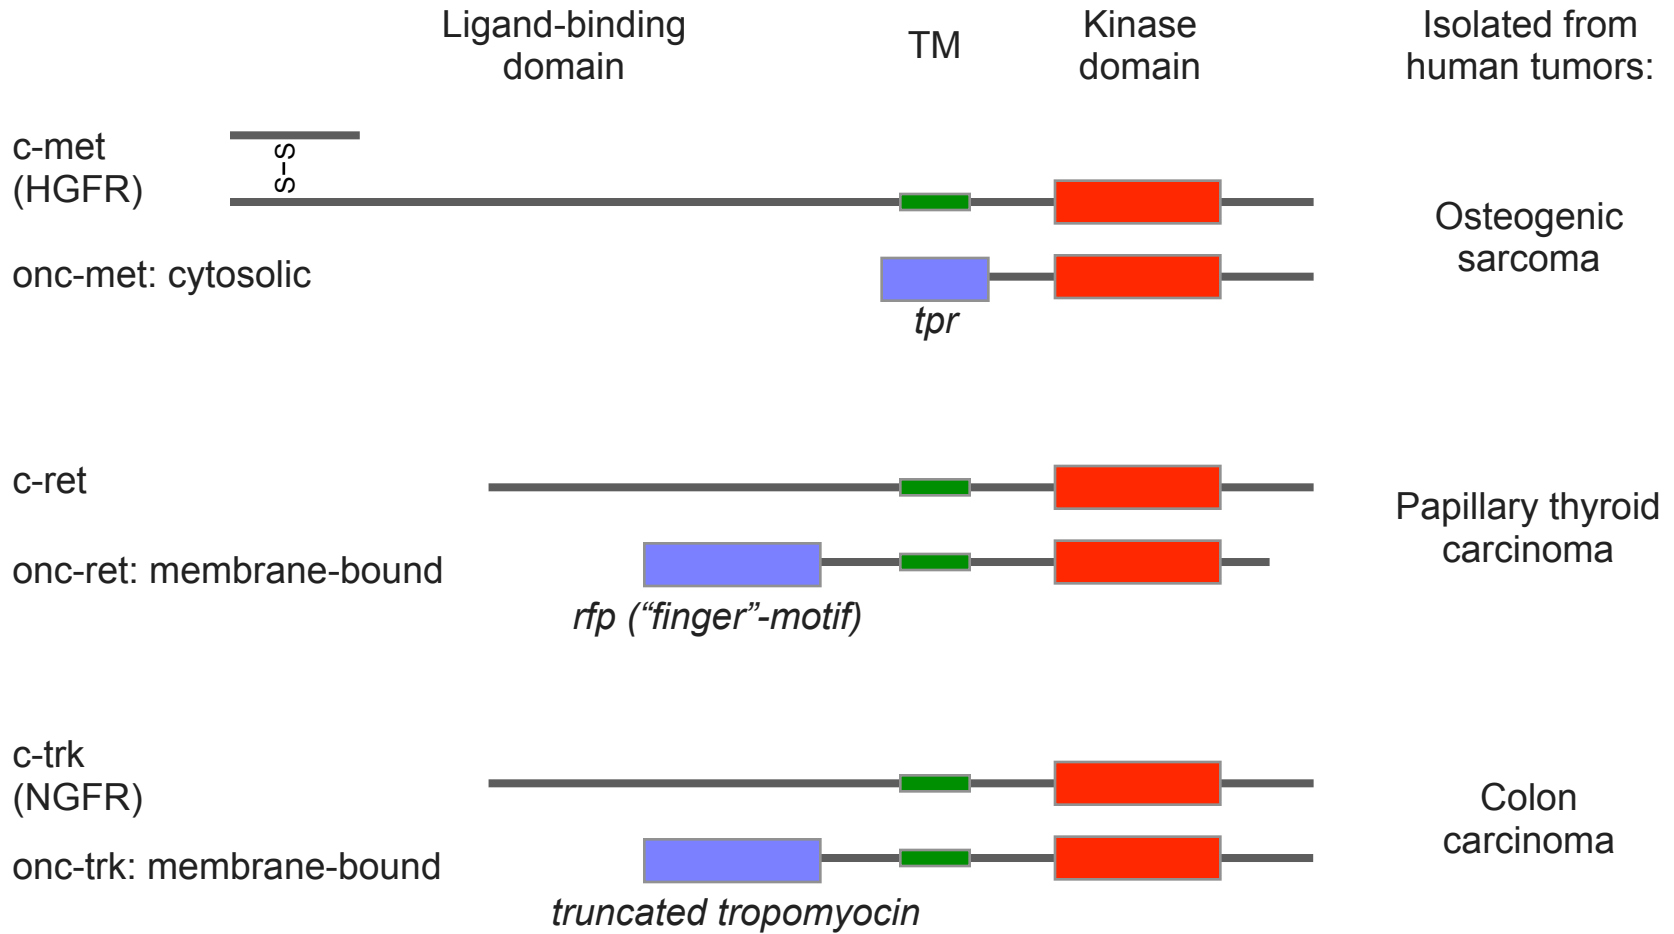 Ligand-binding
domain
TM
Kinase
domain
Isolated from
human tumors:
c-met
(HGFR)
S-S
Osteogenic
sarcoma
onc-met: cytosolic
tpr
c-ret
Papillary thyroid
carcinoma
onc-ret: membrane-bound
rfp (“finger”-motif)
c-trk
(NGFR)
Colon
carcinoma
onc-trk: membrane-bound
truncated tropomyocin